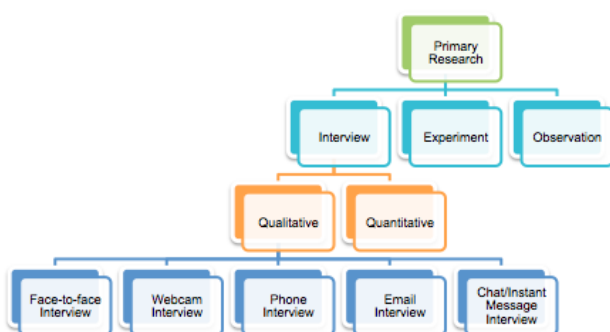 Primary
Research
Interview
Experiment
Observation
Qualitative
Quantitative
Face-to-face
Interview
Webcam
Interview
Phone
Interview
Email
Interview
Chat/Instant
Message
Interview